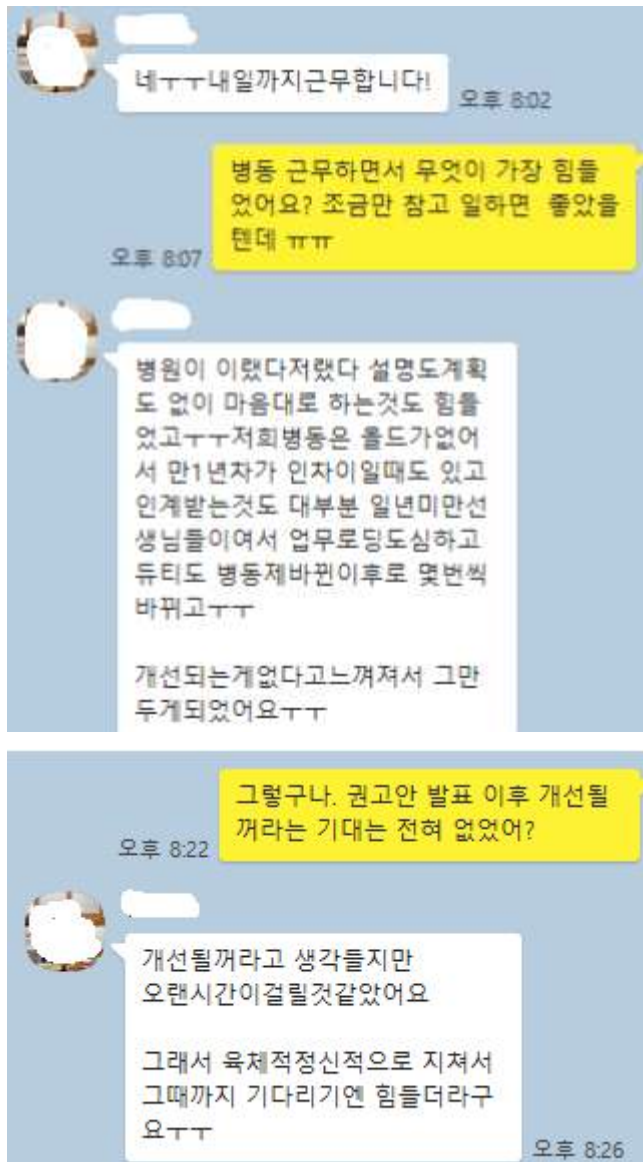 네ㅜㅜ내일까지근무합니다!
오후 8:02
병동 근무하면서 무엇이 가장 힘들
었어요? 조금만 참고 일하면 좋았을
텐데 ㅠㅠ
오후 8:07
병원이 이랬다저랬다 설명도계획
도 없이 마음대로 하는것도 힘들
었고ㅜㅜ저희병동은 올드가없어
서 만1년차가 인차이일때도 있고
인계받는것도 대부분 일년미만선
생님들이여서 업무로딩도심하고
듀티도 병동제바뀐이후로 몇번씩
바뀌고ㅜㅜ
개선되는게없다고느껴져서 그만
두게되었어요ㅜㅜ
그렇구나. 권고안 발표 이후 개선될
꺼라는 기대는 전혀 없었어?
오후 8:22
개선될꺼라고 생각들지만
오랜시간이걸릴것같았어요
그래서 육체적정신적으로 지쳐서
그때까지 기다리기엔 힘들더라구
요ㅜㅜ
오후 8:26